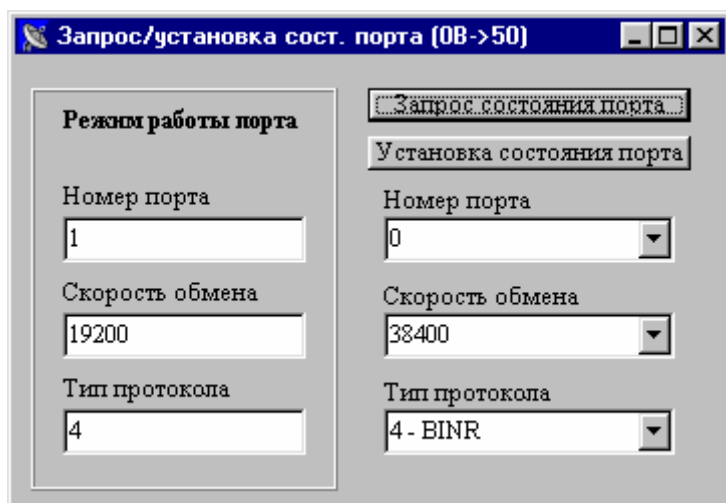 Запрос/установка сост. порта (0B->50)
Режим работы порта
Номер порта
1
Скорость обмена
19200
Тип протокола
4
Запрос состояния порта
Установка состояния порта
Номер порта
0
Скорость обмена
38400
Тип протокола
4 - BINR